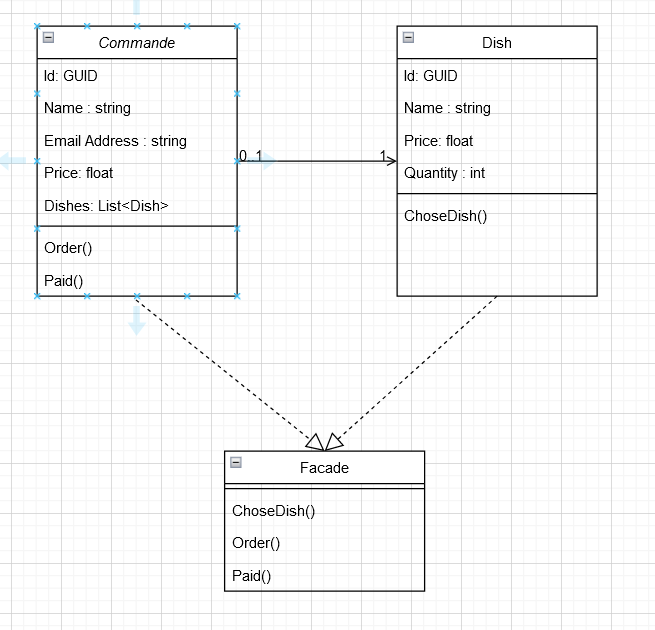 Commande
Id: GUID
Name : string
Email Address : string
Price: float
Dishes: List<Dish>
Order()
Paid()
0..1
1
Dish
Id: GUID
Name : string
Price: float
Quantity : int
ChoseDish()
Facade
ChoseDish()
Order()
Paid()